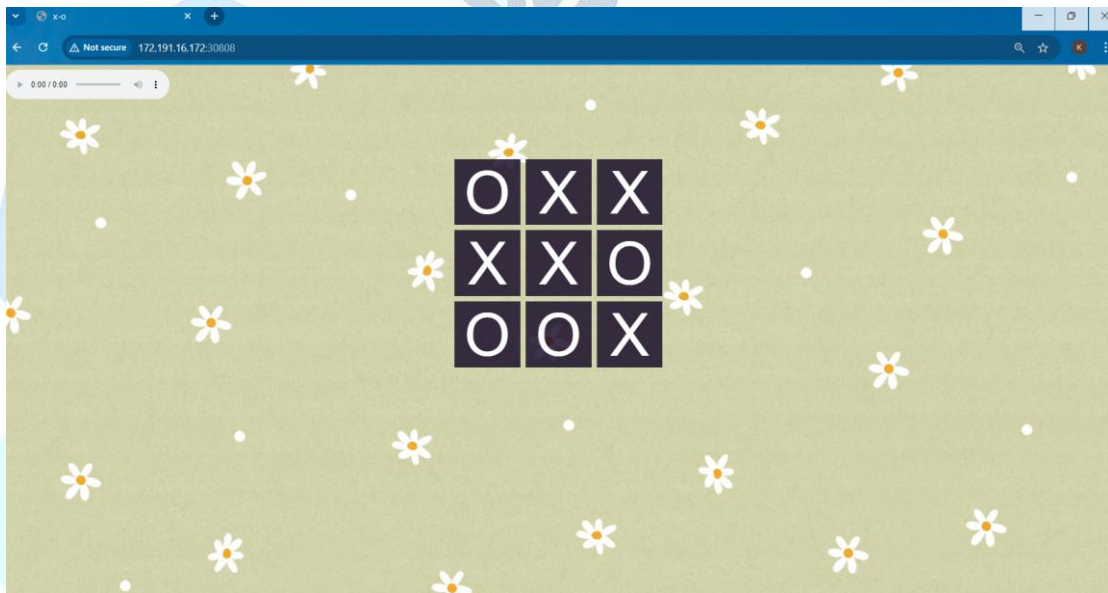 x-o
Not secure 172.191.16.172:30808
K
0:00 / 0:00
O X X
X X O
O O X